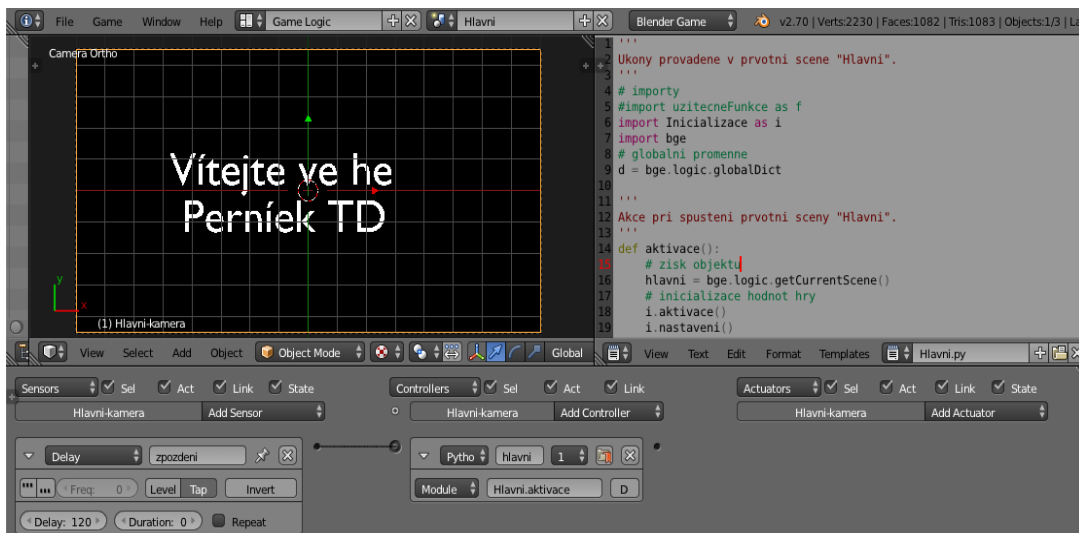 File Game Window Help Game Logic Hlavni Blender Game v2.70 | Verts:2230 | Faces:1082 | Tris:1083 | Objects:1/3 | La
Camera Ortho
Vítejte ve he
Perníek TD
y
x
(1) Hlavni-kamera
1 '''
2 Ukony provadene v prvotni scene "Hlavni".
3 '''
4 # importy
5 #import uzitecneFunkce as f
6 import Inicializace as i
7 import bge
8 # globalni promenne
9 d = bge.logic.globalDict
10
11 '''
12 Akce pri spusteni prvotni sceny "Hlavni".
13 '''
14 def aktivace():
15 # zisk objektu
16 hlavni = bge.logic.getCurrentScene()
17 # inicializace hodnot hry
18 i.aktivace()
19 i.nastaveni()
View Select Add Object Object Mode Global
View Text Edit Format Templates Hlavni.py
Sensors Sel Act Link State
Hlavni-kamera Add Sensor
Delay zpozdeni
Freq: 0 Level Tap Invert
Delay: 120 Duration: 0 Repeat
Controllers Sel Act Link
Hlavni-kamera Add Controller
Pytho hlavni 1
Module Hlavni.aktivace D
Actuators Sel Act Link State
Hlavni-kamera Add Actuator